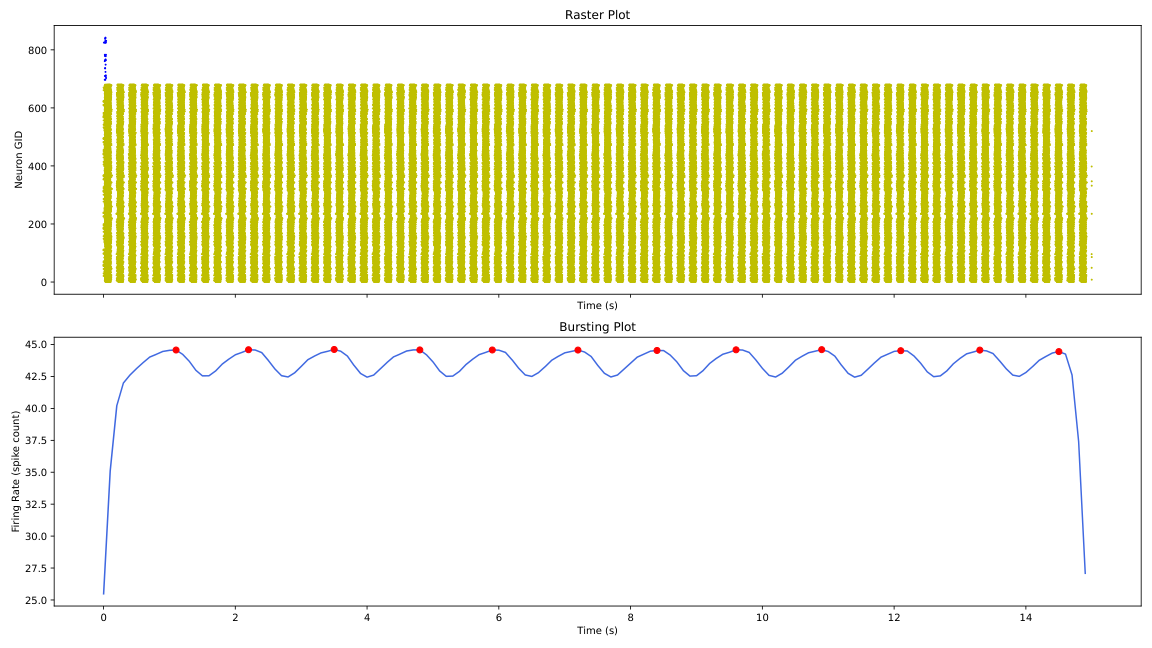 Raster Plot
800
600
400
200
0
Neuron GID
Time (s)
Bursting Plot
45.0
42.5
40.0
37.5
35.0
32.5
30.0
27.5
25.0
Firing Rate (spike count)
0 2 4 6 8 10 12 14
Time (s)